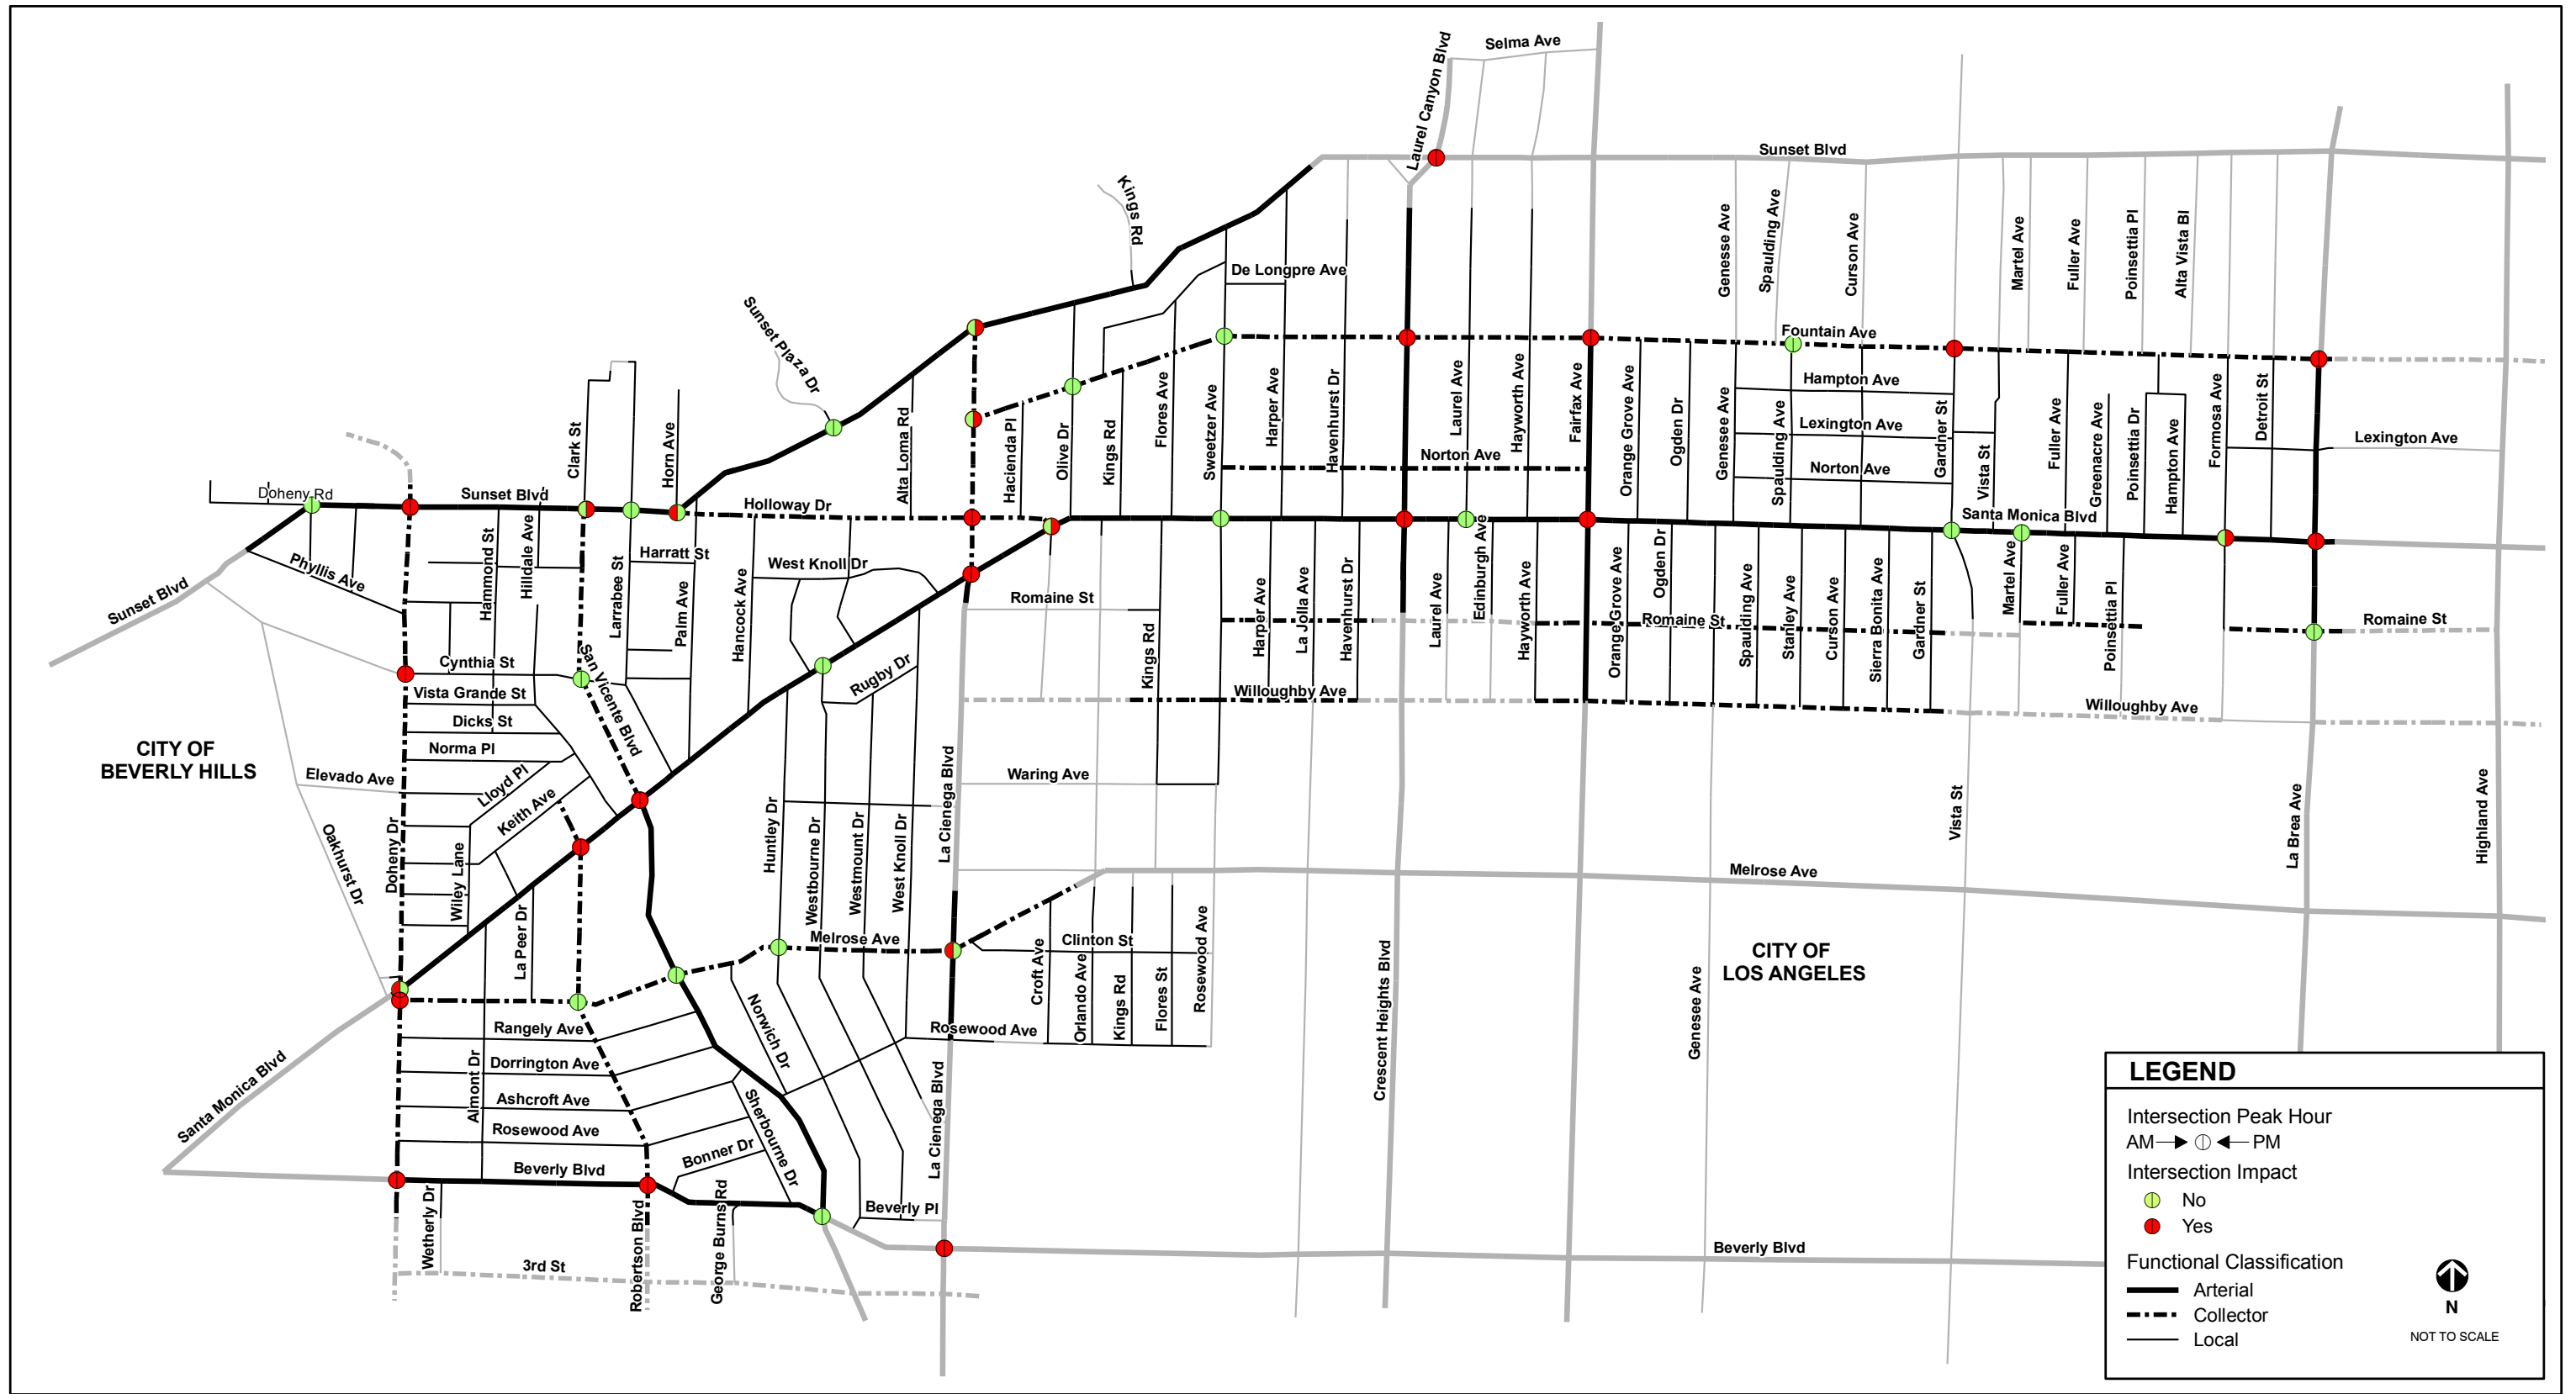 Selma Ave
Laurel Canyon Blvd
Sunset Blvd
Kings Rd
De Longpre Ave
Genesee Ave
Spaulding Ave
Curson Ave
Martel Ave
Fuller Ave
Poinsettia Pl
Alta Vista Bl
Sunset Plaza Dr
Fountain Ave
Hampton Ave
Lexington Ave
Norton Ave
Lexington Ave
Norton Ave
Clark St
Horn Ave
Alta Loma Rd
Hacienda Pl
Olive Dr
Kings Rd
Flores Ave
Sweetzer Ave
Harper Ave
Havenhurst Dr
Laurel Ave
Hayworth Ave
Fairfax Ave
Orange Grove Ave
Ogden Dr
Genesee Ave
Spaulding Ave
Gardner St
Vista St
Fuller Ave
Greenacre Ave
Poinsettia Dr
Hampton Ave
Formosa Ave
Detroit St
Doheny Rd
Sunset Blvd
Holloway Dr
Santa Monica Blvd
Phyllis Ave
Sunset Blvd
Hammond St
Hilldale Ave
Larrabee St
Harratt St
Palm Ave
Hancock Ave
West Knoll Dr
Rugby Dr
Romaine St
Kings Rd
Harper Ave
La Jolla Ave
Havenhurst Dr
Laurel Ave
Edinburgh Ave
Hayworth Ave
Orange Grove Ave
Ogden Dr
Romaine St
Spaulding Ave
Stanley Ave
Curson Ave
Sierra Bonita Ave
Gardner St
Martel Ave
Fuller Ave
Poinsettia Pl
Romaine St
Cynthia St
Vista Grande St
Dicks St
Norma Pl
Lloyd Pl
Keith Ave
San Vicente Blvd
Willoughby Ave
Willoughby Ave
CITY OF
BEVERLY HILLS
Elevado Ave
Oakhurst Dr
Doheny Dr
Wiley Lane
La Peer Dr
Huntley Dr
Westbourne Dr
Westmount Dr
West Knoll Dr
La Cienega Blvd
Waring Ave
Melrose Ave
Vista St
La Brea Ave
Highland Ave
Melrose Ave
Clinton St
Croft Ave
Orlando Ave
Kings Rd
Flores St
Rosewood Ave
Crescent Heights Blvd
Genesee Ave
CITY OF
LOS ANGELES
Santa Monica Blvd
Rangely Ave
Dorrington Ave
Ashcroft Ave
Rosewood Ave
Beverly Blvd
Almont Dr
Norwich Dr
Sherbourne Dr
Bonner Dr
Rosewood Ave
La Cienega Blvd
Beverly Pl
Wetherly Dr
Robertson Blvd
George Burns Rd
3rd St
Beverly Blvd
LEGEND
Intersection Peak Hour
AM PM
Intersection Impact
No
Yes
Functional Classification
Arterial
Collector
Local
N
NOT TO SCALE